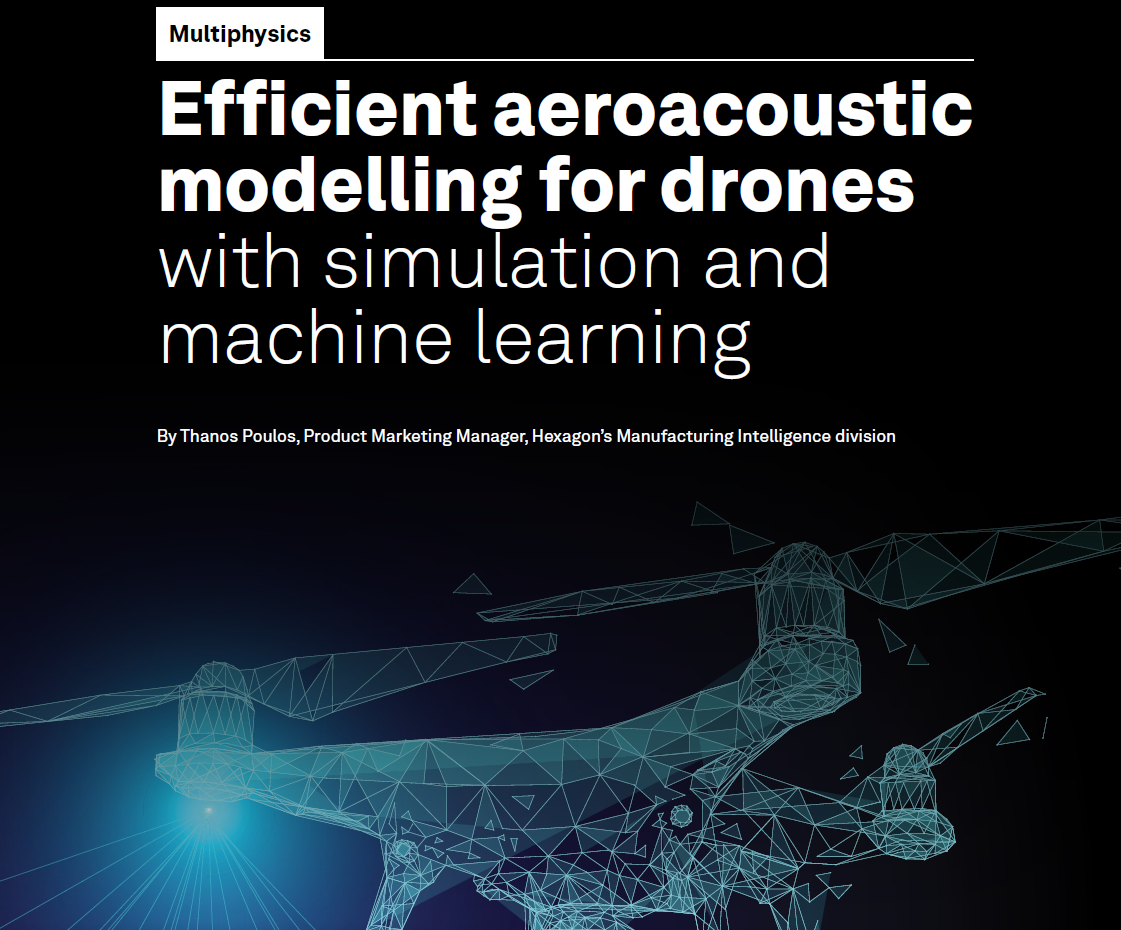 Multiphysics
Efficient aeroacoustic
modelling for drones
with simulation and
machine learning
By Thanos Poulos, Product Marketing Manager, Hexagon’s Manufacturing Intelligence division